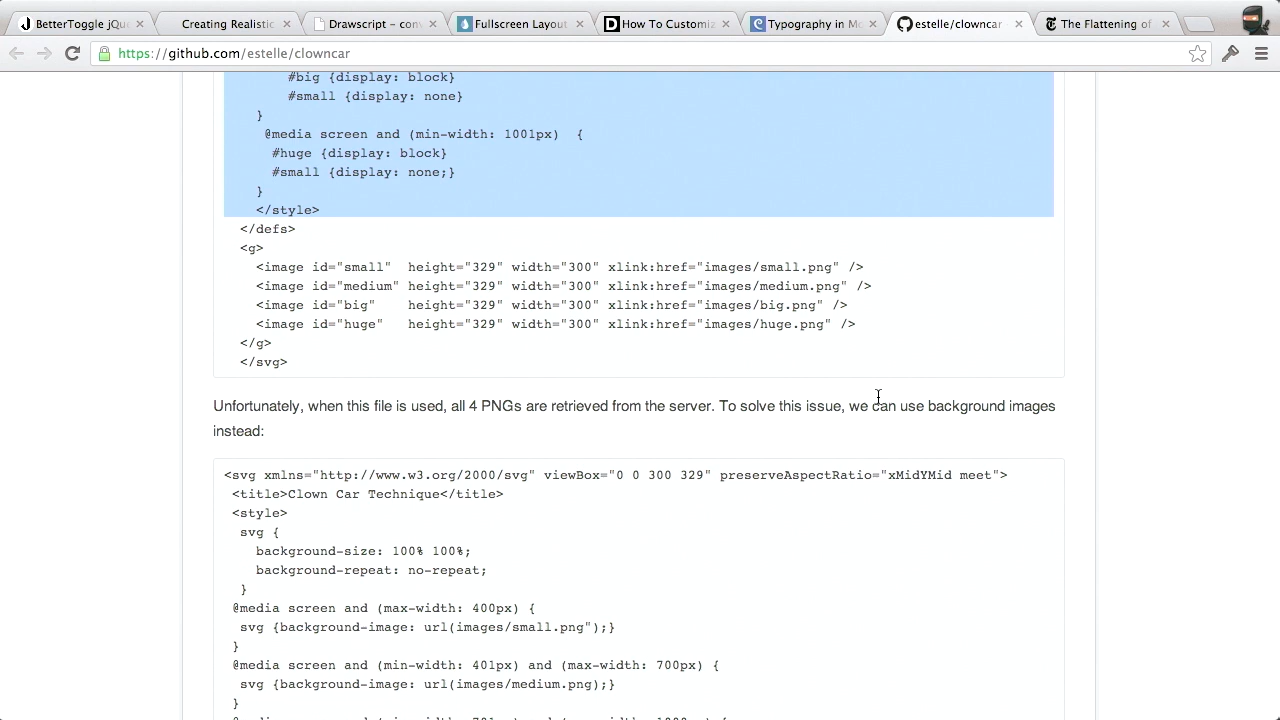 BetterToggle jQu
Creating Realistic
Drawscript – con
Fullscreen Layout
How To Customiz
Typography in Mo
estelle/clowncar
The Flattening of
https://github.com/estelle/clowncar
#big {display: block}
#small {display: none}
}
@media screen and (min-width: 1001px)  {
#huge {display: block}
#small {display: none;}
}
</style>
</defs>
<g>
<image id="small"  height="329" width="300" xlink:href="images/small.png" />
<image id="medium" height="329" width="300" xlink:href="images/medium.png" />
<image id="big"    height="329" width="300" xlink:href="images/big.png" />
<image id="huge"   height="329" width="300" xlink:href="images/huge.png" />
</g>
</svg>
Unfortunately, when this file is used, all 4 PNGs are retrieved from the server. To solve this issue, we can use background images
instead:
<svg xmlns="http://www.w3.org/2000/svg" viewBox="0 0 300 329" preserveAspectRatio="xMidYMid meet">
<title>Clown Car Technique</title>
<style>
svg {
background-size: 100% 100%;
background-repeat: no-repeat;
}
@media screen and (max-width: 400px) {
svg {background-image: url(images/small.png");}
}
@media screen and (min-width: 401px) and (max-width: 700px) {
svg {background-image: url(images/medium.png);}
}